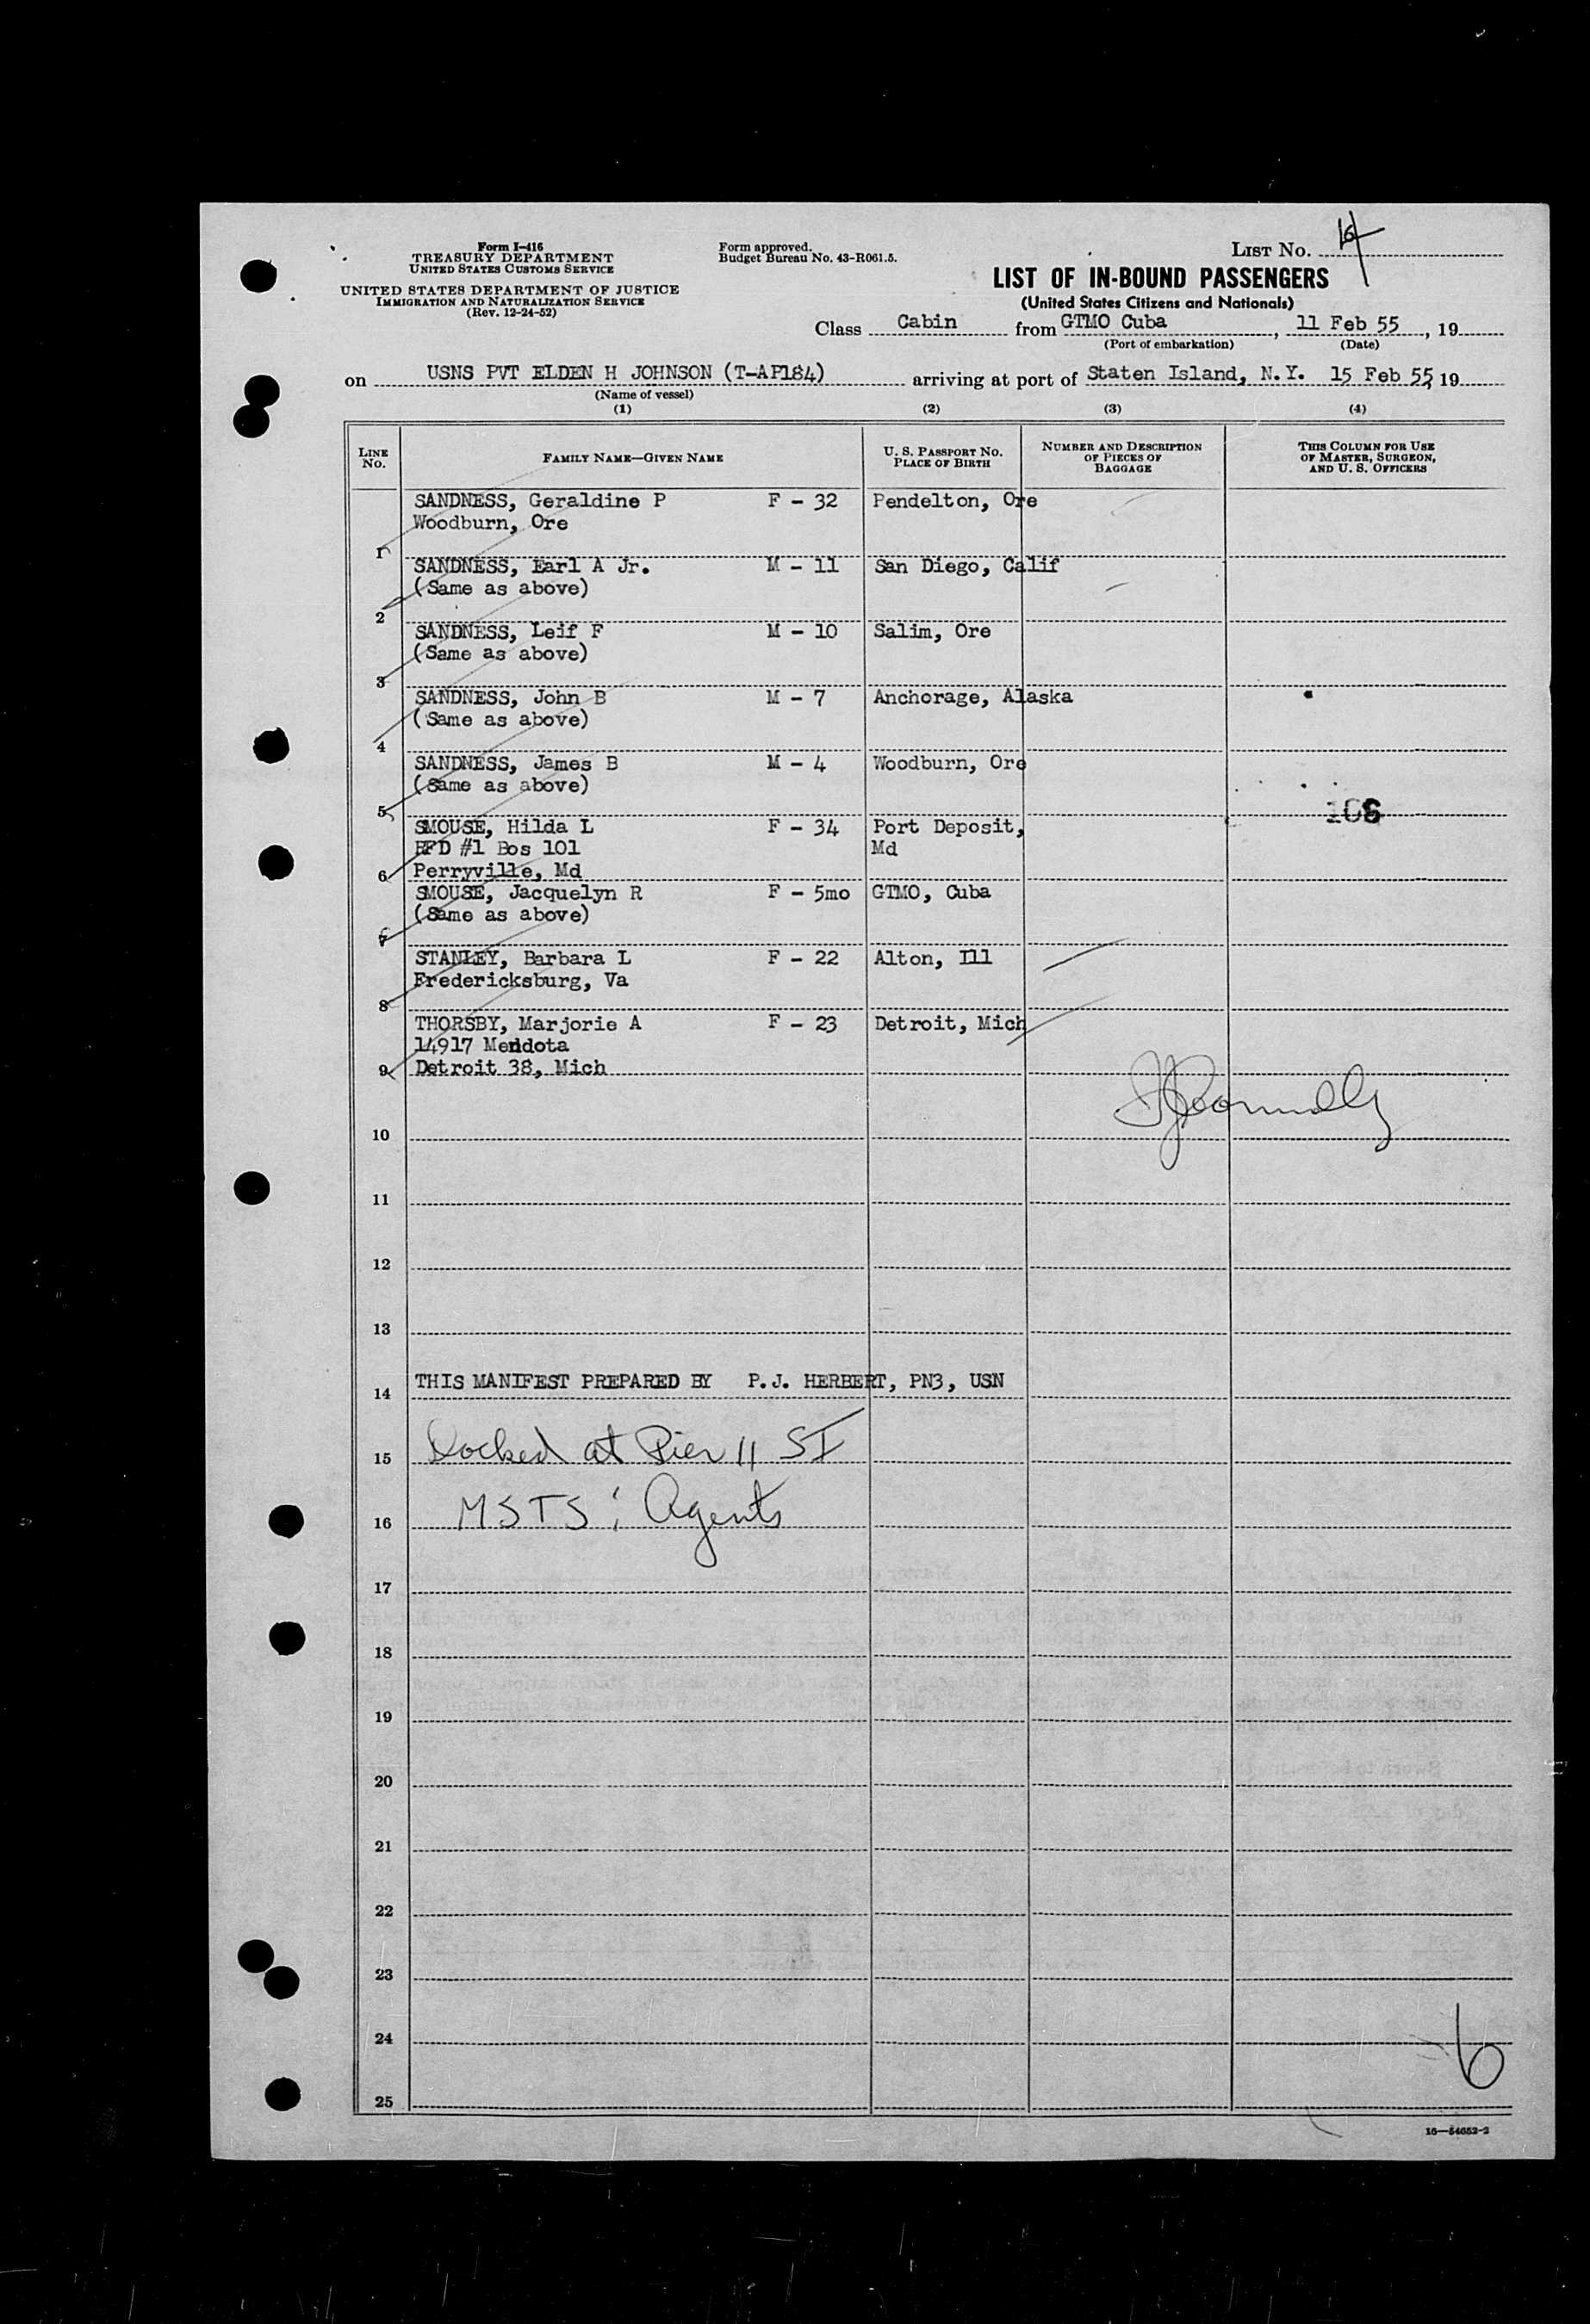 Form I-416
TREASURY DEPARTMENT
UNITED STATES CUSTOMS SERVICE
UNITED STATES DEPARTMENT OF JUSTICE
IMMIGRATION AND NATURALIZATION SERVICE
(Rev. 12-24-52)
Form approved.
Budget Bureau No. 43-R061.5.
LIST NO.
LIST OF IN-BOUND PASSENGERS
(United States Citizens and Nationals)
Class Cabin from GTMO Cuba, 11 Feb 55, 19
(Port of embarkation) (Date)
on USNS PVT ELDEN H JOHNSON (T-AP184) arriving at port of Staten Island, N.Y. 15 Feb 55, 19
(Name of vessel)
(1) (2) (3) (4)
LINE NO. FAMILY NAME—GIVEN NAME U. S. PASSPORT NO. PLACE OF BIRTH NUMBER AND DESCRIPTION OF PIECES OF BAGGAGE THIS COLUMN FOR USE OF MASTER, SURGEON, AND U. S. OFFICERS
SANDNESS, Geraldine P F - 32 Pendelton, Ore
Woodburn, Ore
1
SANDNESS, Earl A Jr. M - 11 San Diego, Calif
(Same as above)
2
SANDNESS, Leif F M - 10 Salim, Ore
(Same as above)
3
SANDNESS, John B M - 7 Anchorage, Alaska
(Same as above)
4
SANDNESS, James B M - 4 Woodburn, Ore
(Same as above)
5
106
SMOUSE, Hilda L F - 34 Port Deposit,
RFD #1 Bos 101 Md
6 Perryville, Md
SMOUSE, Jacquelyn R F - 5mo GTMO, Cuba
(Same as above)
7
STANLEY, Barbara L F - 22 Alton, Ill
Fredericksburg, Va
8
THORSBY, Marjorie A F - 23 Detroit, Mich
14917 Mendota
9 Detroit 38, Mich
10
11
12
13
14 THIS MANIFEST PREPARED BY P.J. HERBERT, PN3, USN
15 Docked at Pier 11 SI
16 MSTS : Agents
17
18
19
20
21
22
23
24
6
25
16—54652-2